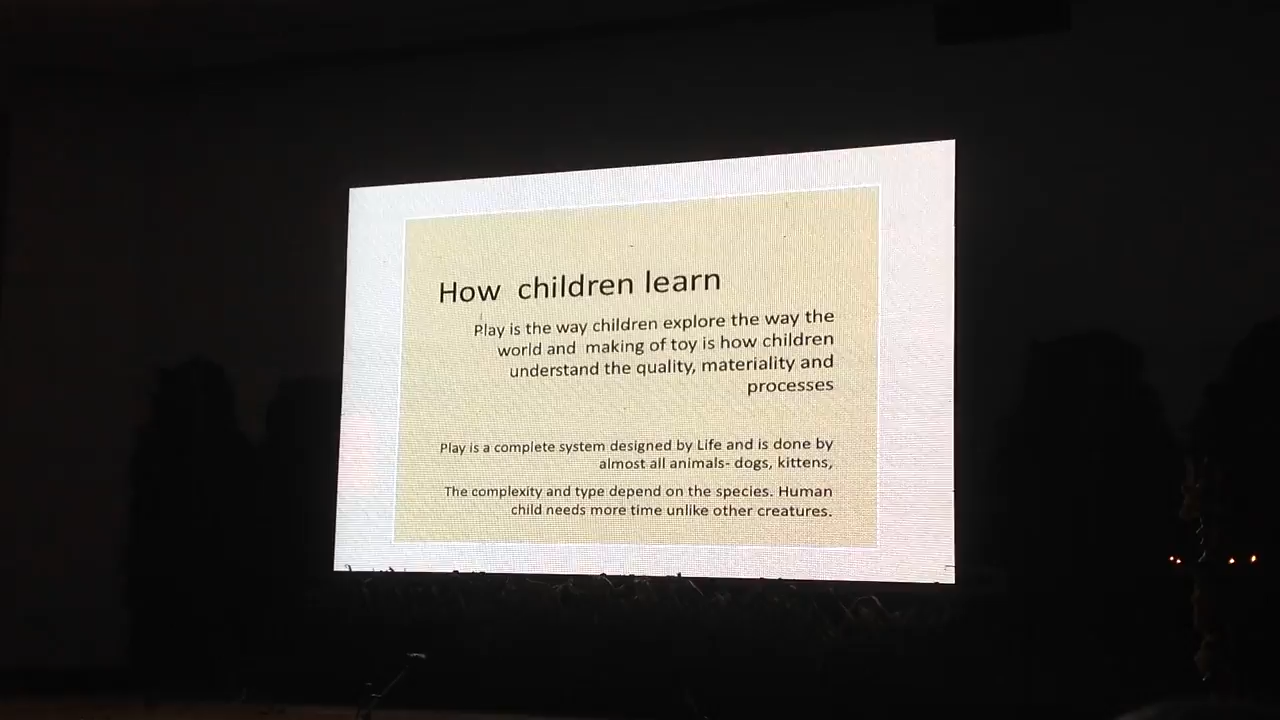 How children learn
Play is the way children explore the way the
world and making of toy is how children
understand the quality, materiality and
processes
Play is a complete system designed by Life and is done by
almost all animals- dogs, kittens,
The complexity and type depend on the species. Human
child needs more time unlike other creatures.